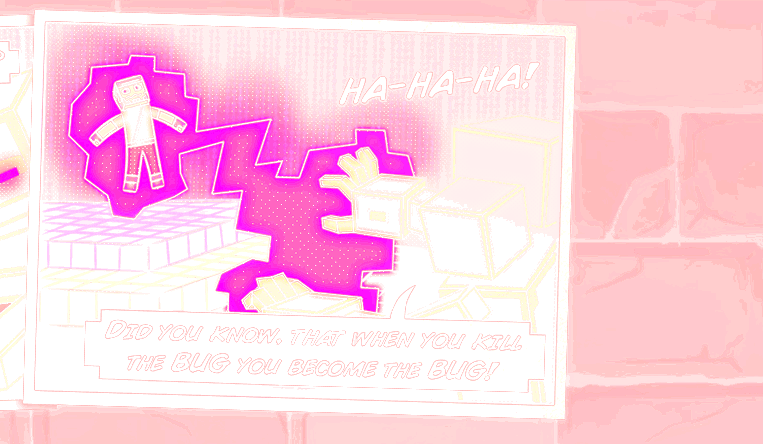 HA-HA-HA!
DID YOU KNOW, THAT WHEN YOU KILL
THE BUG YOU BECOME THE BUG!